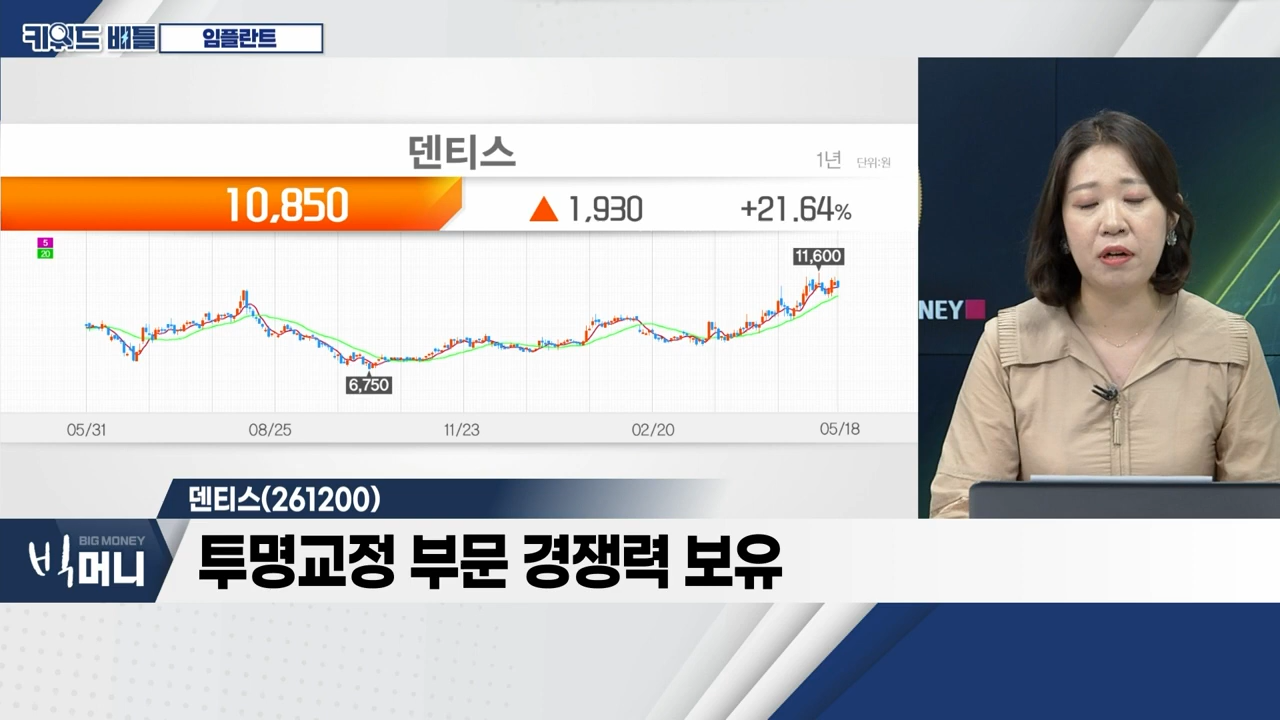 키워드 배틀
임플란트
덴티스
1년 단위:원
10,850 ▲ 1,930 +21.64%
5
20
11,600
6,750
05/31 08/25 11/23 02/20 05/18
NEY
덴티스(261200)
BIG MONEY
빅머니
투명교정 부문 경쟁력 보유